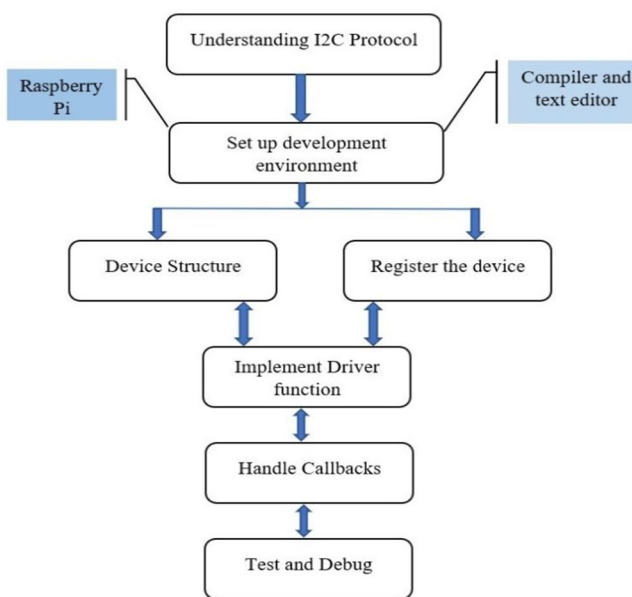 Understanding I2C Protocol
Raspberry
Pi
Compiler and
text editor
Set up development
environment
Device Structure
Register the device
Implement Driver
function
Handle Callbacks
Test and Debug